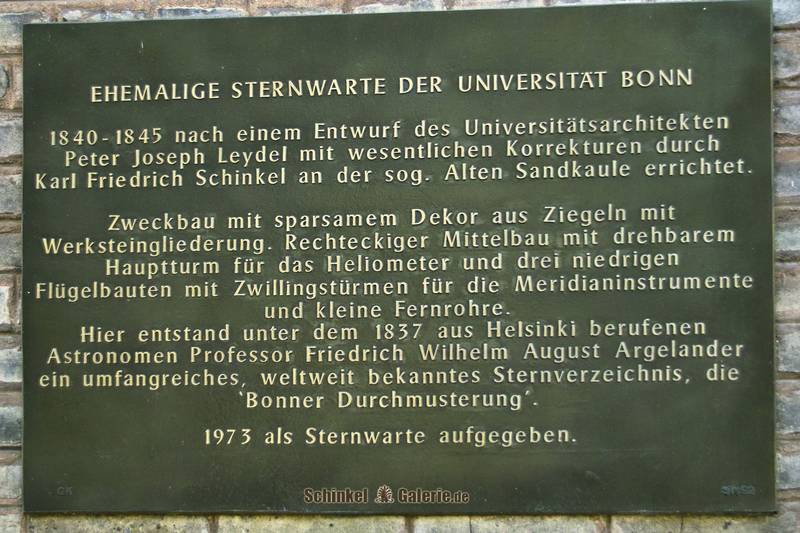 EHEMALIGE STERNWARTE DER UNIVERSITÄT BONN
1840-1845 nach einem Entwurf des Universitätsarchitekten
Peter Joseph Leydel mit wesentlichen Korrekturen durch
Karl Friedrich Schinkel an der sog. Alten Sandkaule errichtet.
Zweckbau mit sparsamem Dekor aus Ziegeln mit
Werksteingliederung. Rechteckiger Mittelbau mit drehbarem
Hauptturm für das Heliometer und drei niedrigen
Flügelbauten mit Zwillingstürmen für die Meridianinstrumente
und kleine Fernrohre.
Hier entstand unter dem 1837 aus Helsinki berufenen
Astronomen Professor Friedrich Wilhelm August Argelander
ein umfangreiches, weltweit bekanntes Sternverzeichnis, die
'Bonner Durchmusterung'.
1973 als Sternwarte aufgegeben.
Schinkel Galerie.de